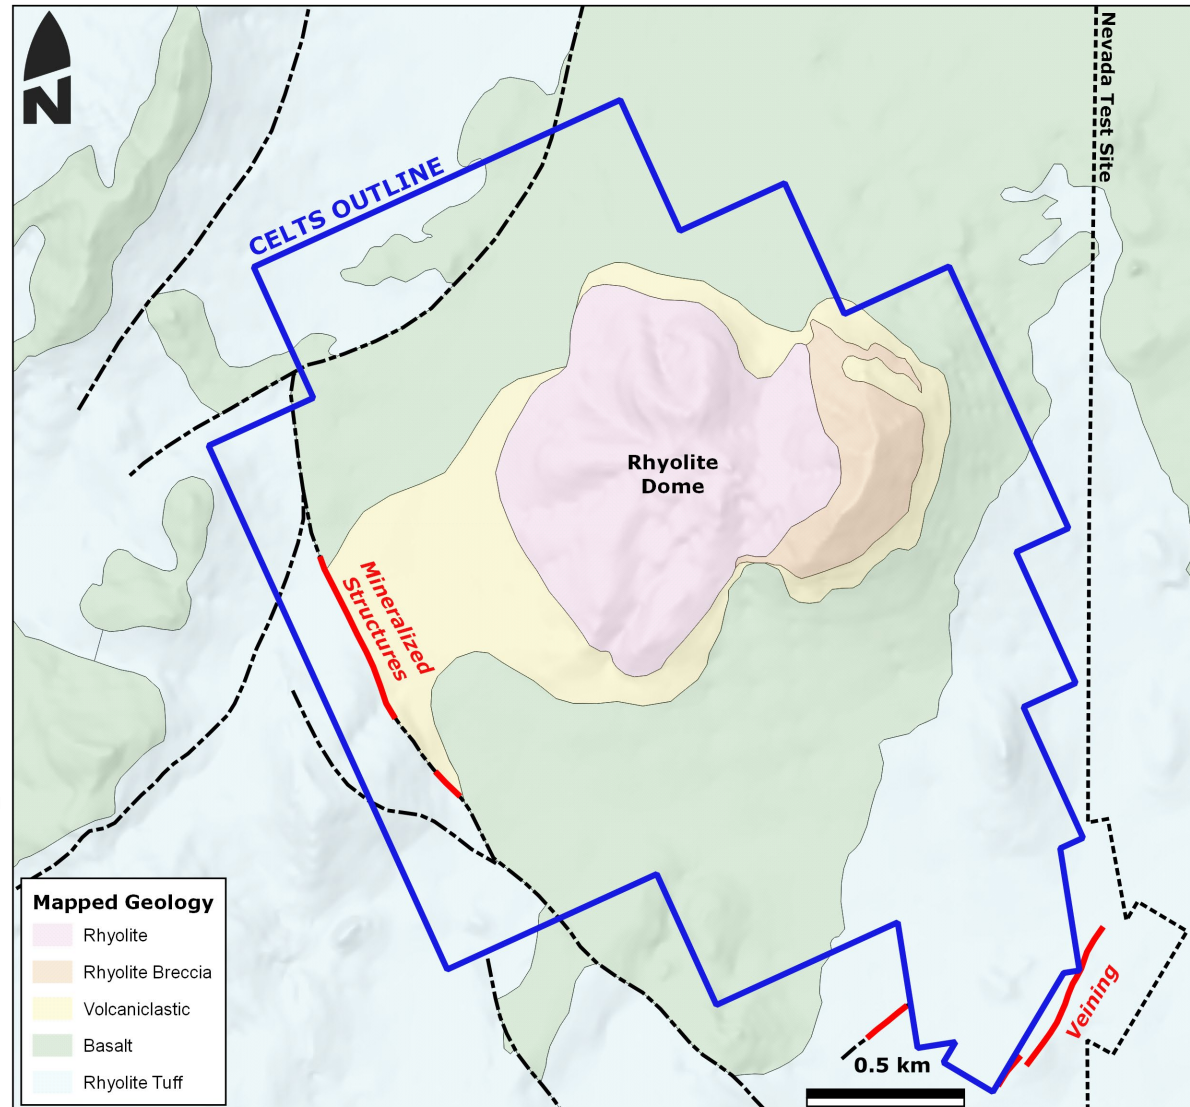 N
Nevada Test Site
CELTS OUTLINE
Rhyolite
Dome
Mineralized
Structures
Mapped Geology
Rhyolite
Rhyolite Breccia
Volcaniclastic
Basalt
Rhyolite Tuff
Veining
0.5 km